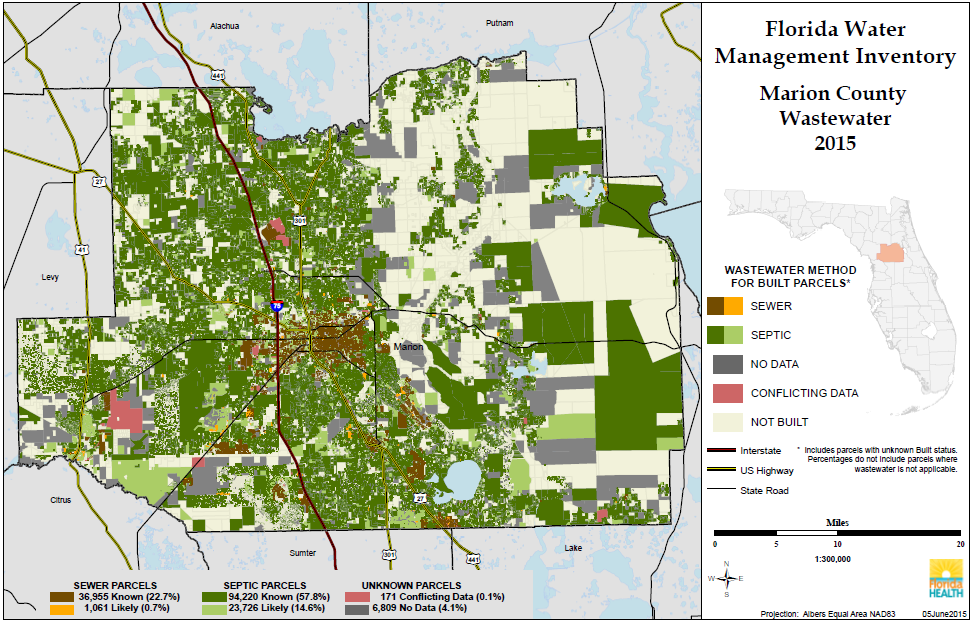 Alachua
Putnam
441
27
301
41
Levy
75
Marion
27
Citrus
Sumter
301
441
Lake
SEWER PARCELS
36,955 Known (22.7%)
1,061 Likely (0.7%)
SEPTIC PARCELS
94,220 Known (57.8%)
23,726 Likely (14.6%)
UNKNOWN PARCELS
171 Conflicting Data (0.1%)
6,809 No Data (4.1%)
Florida Water
Management Inventory
Marion County
Wastewater
2015
WASTEWATER METHOD
FOR BUILT PARCELS*
SEWER
SEPTIC
NO DATA
CONFLICTING DATA
NOT BUILT
Interstate
US Highway
State Road
* Includes parcels with unknown Built status.
Percentages do not include parcels where
wastewater is not applicable.
Miles
0 5 10 20
1:300,000
N
W E
S
Florida
HEALTH
Projection: Albers Equal Area NAD83 05June2015